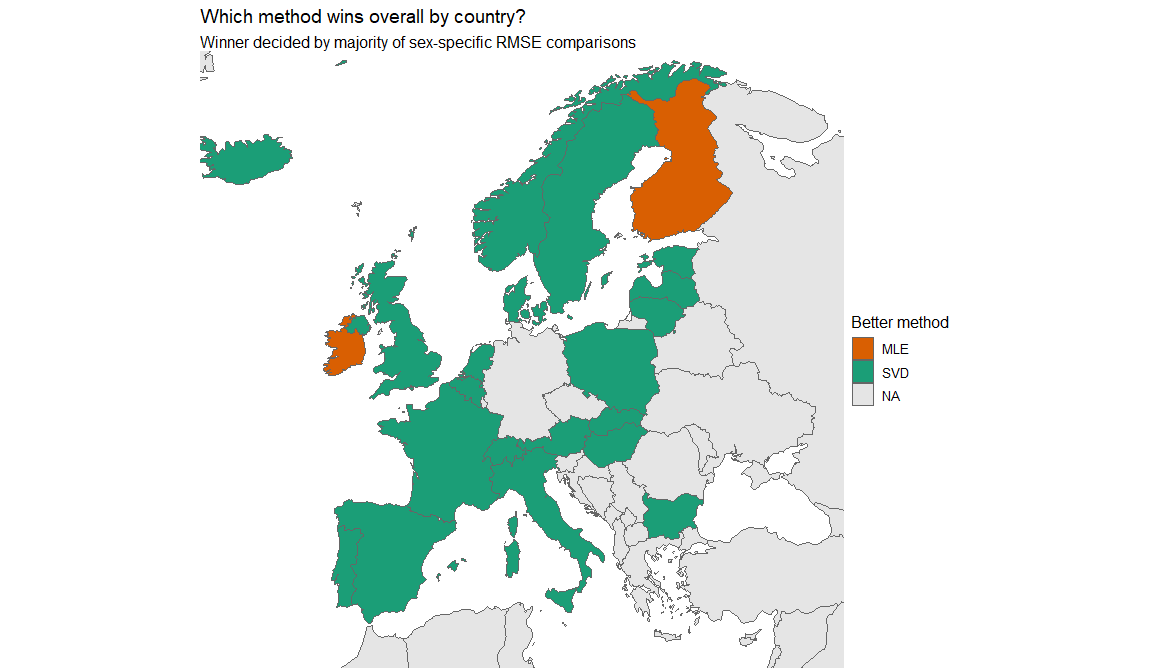 Which method wins overall by country?
Winner decided by majority of sex-specific RMSE comparisons
Better method
MLE
SVD
NA